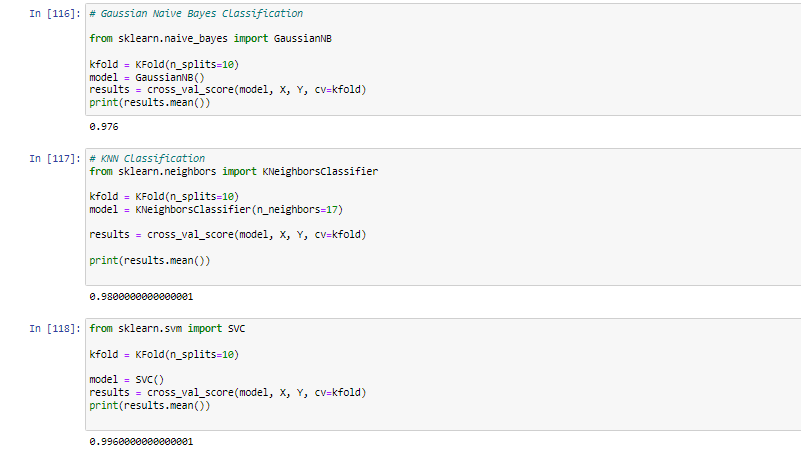 In [116]: # Gaussian Naive Bayes Classification
from sklearn.naive_bayes import GaussianNB
kfold = KFold(n_splits=10)
model = GaussianNB()
results = cross_val_score(model, X, Y, cv=kfold)
print(results.mean())
0.976
In [117]: # KNN Classification
from sklearn.neighbors import KNeighborsClassifier
kfold = KFold(n_splits=10)
model = KNeighborsClassifier(n_neighbors=17)
results = cross_val_score(model, X, Y, cv=kfold)
print(results.mean())
0.9800000000000001
In [118]: from sklearn.svm import SVC
kfold = KFold(n_splits=10)
model = SVC()
results = cross_val_score(model, X, Y, cv=kfold)
print(results.mean())
0.9960000000000001